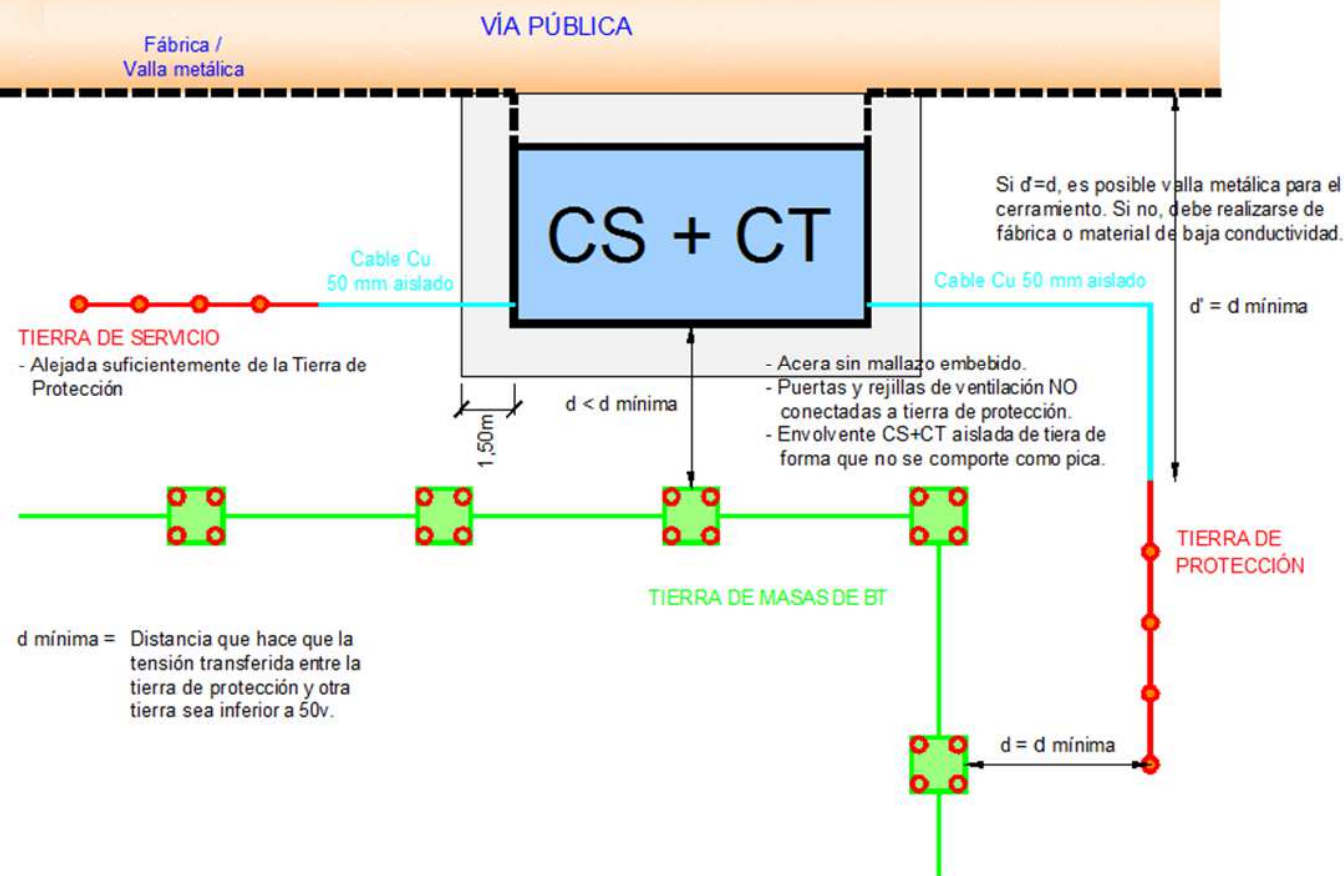 VÍA PÚBLICA
Fábrica /
Valla metálica
CS + CT
Si d'=d, es posible valla metálica para el
cerramiento. Si no, debe realizarse de
fábrica o material de baja conductividad.
Cable Cu
50 mm aislado
Cable Cu 50 mm aislado
d' = d mínima
TIERRA DE SERVICIO
- Alejada suficientemente de la Tierra de
Protección
d < d mínima
1,50m
- Acera sin mallazo embebido.
- Puertas y rejillas de ventilación NO
conectadas a tierra de protección.
- Envolvente CS+CT aislada de tiera de
forma que no se comporte como pica.
TIERRA DE
PROTECCIÓN
TIERRA DE MASAS DE BT
d mínima = Distancia que hace que la
tensión transferida entre la
tierra de protección y otra
tierra sea inferior a 50v.
d = d mínima